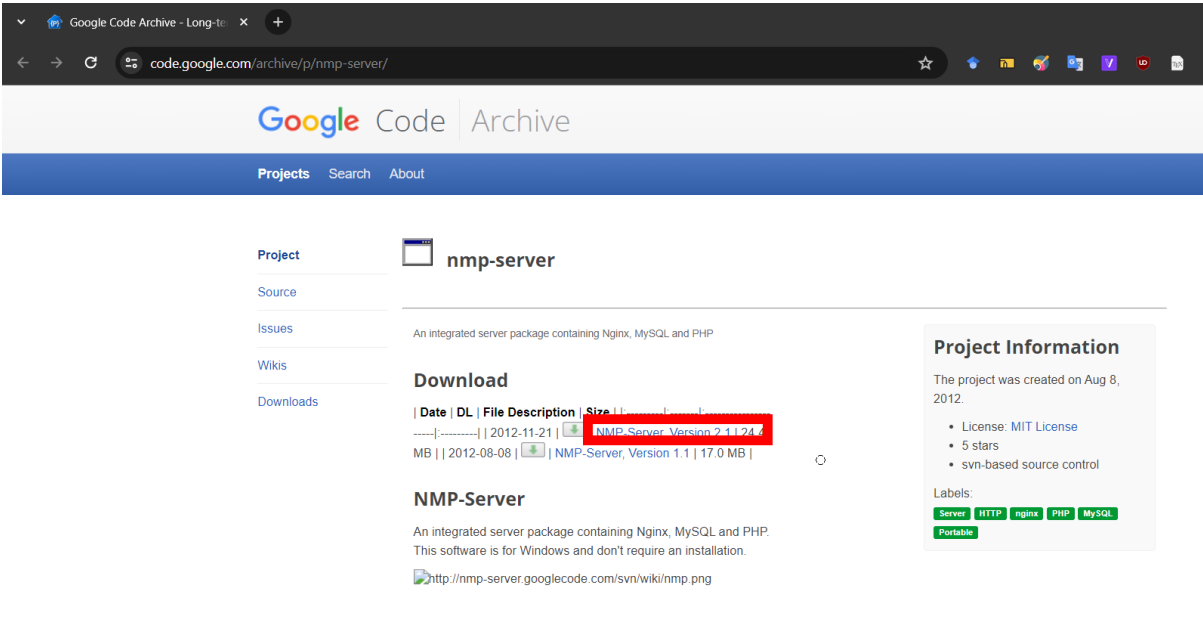 Google Code Archive - Long-te
code.google.com/archive/p/nmp-server/
Google Code Archive
Projects Search About
Project
Source
Issues
Wikis
Downloads
nmp-server
An integrated server package containing Nginx, MySQL and PHP
Download
| Date | DL | File Description | Size | |:---------|:-------|:----------------
-----|:---------| | 2012-11-21 | | NMP-Server, Version 2.1 | 24.4
MB | | 2012-08-08 | | NMP-Server, Version 1.1 | 17.0 MB |
NMP-Server
An integrated server package containing Nginx, MySQL and PHP.
This software is for Windows and don't require an installation.
http://nmp-server.googlecode.com/svn/wiki/nmp.png
Project Information
The project was created on Aug 8,
2012.
License: MIT License
5 stars
svn-based source control
Labels:
Server HTTP nginx PHP MySQL
Portable